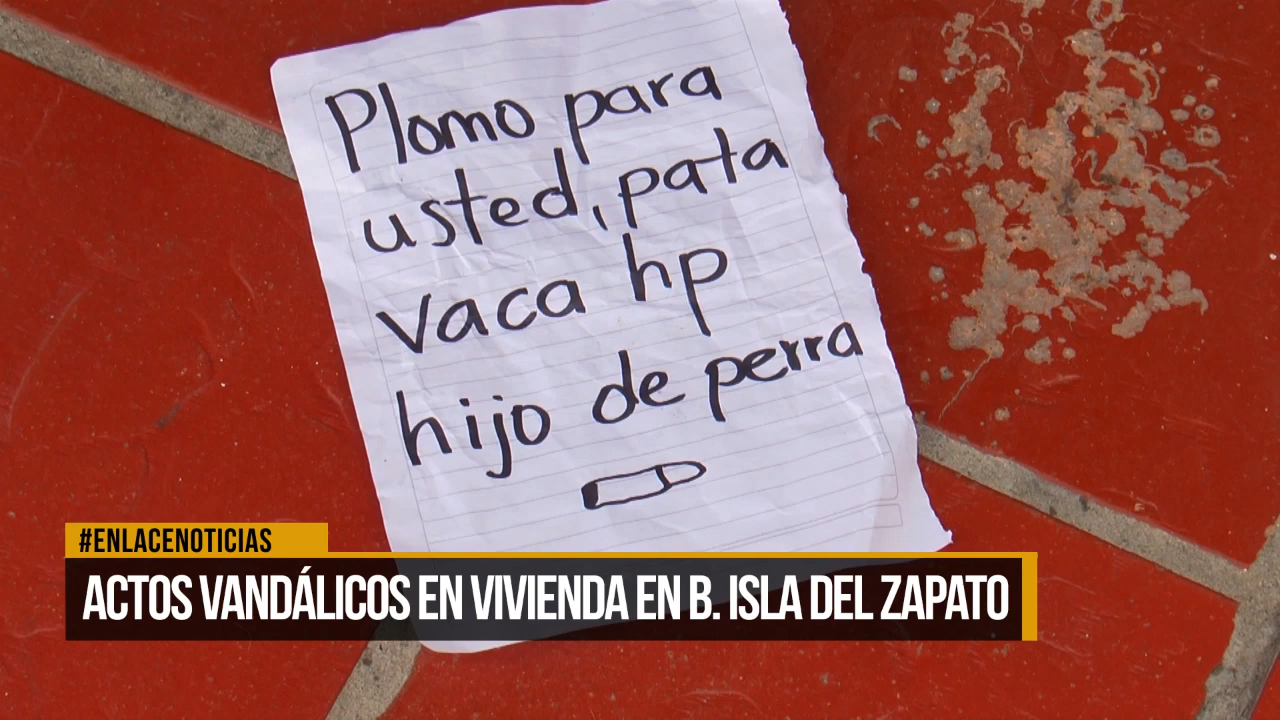 Plomo para
usted, pata
vaca hp
hijo de perra
#ENLACENOTICIAS
ACTOS VANDÁLICOS EN VIVIENDA EN B. ISLA DEL ZAPATO